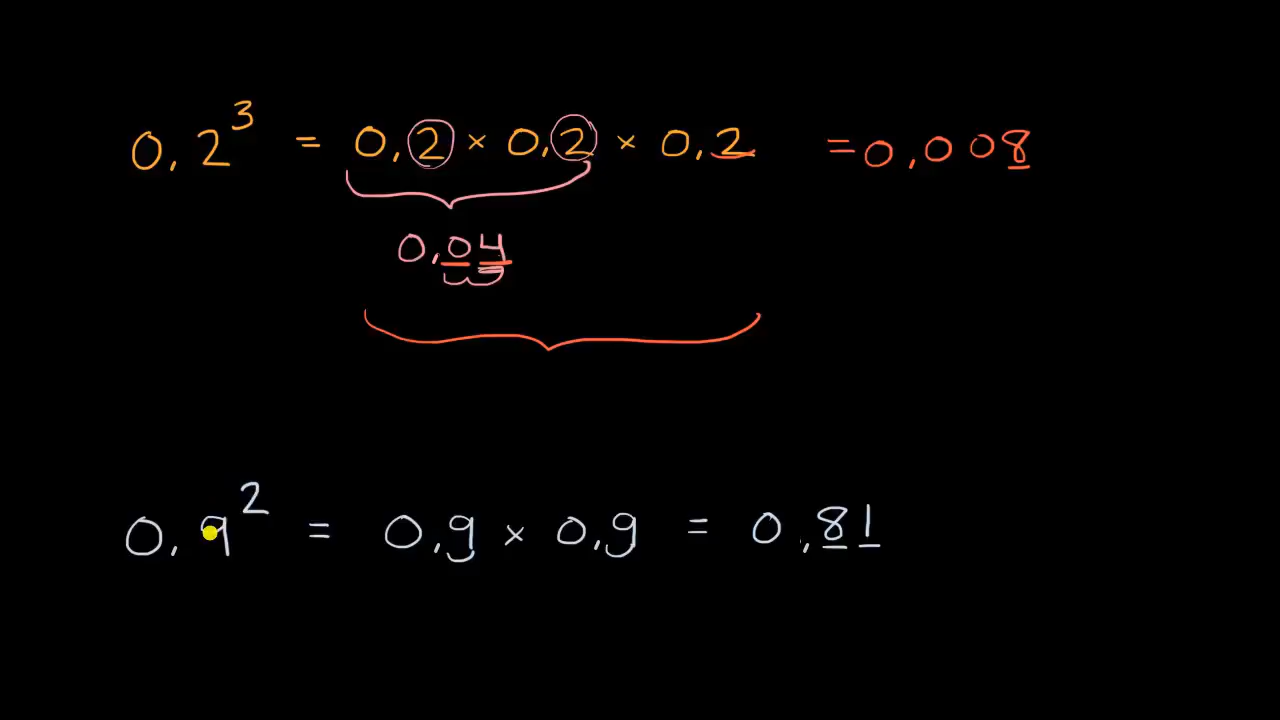 0,2³ = 0,2 × 0,2 × 0,2 = 0,008
0,04
0,9² = 0,9 × 0,9 = 0,81